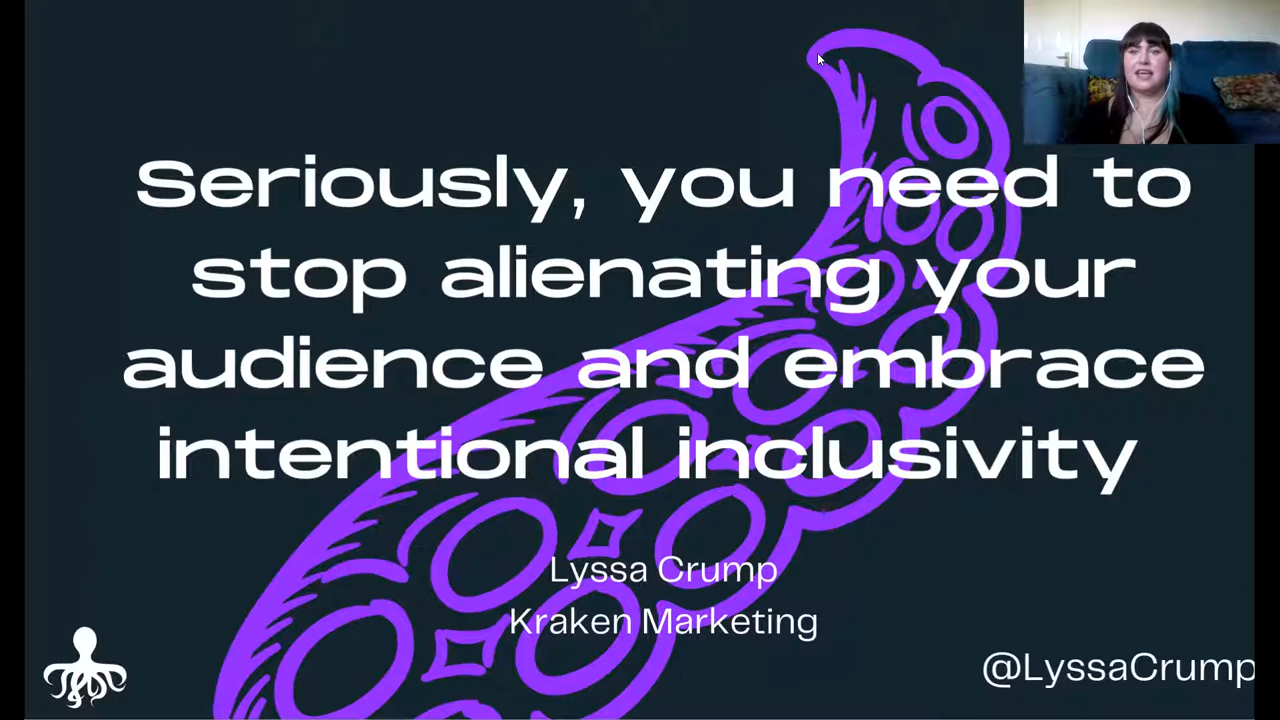 Seriously, you need to
stop alienating your
audience and embrace
intentional inclusivity
Lyssa Crump
Kraken Marketing
@LyssaCrump